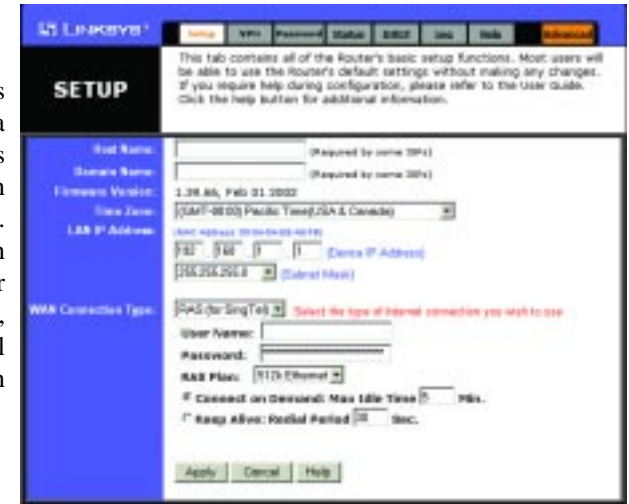 LINKSYS
Setup VPN Password Status DHCP Log Help Advanced
SETUP
This tab contains all of the Router's basic setup functions. Most users will
be able to use the Router's default settings without making any changes.
If you require help during configuration, please refer to the User Guide.
Click the help button for additional information.
Host Name: (Required by some ISPs)
Domain Name: (Required by some ISPs)
Firmware Version: Feb 01 2002
Time Zone: (GMT-08:00) Pacific Time (USA & Canada)
LAN IP Address: (MAC Address:
192 . 168 . 1 . 1 (Device IP Address)
255.255.255.0 (Subnet Mask)
WAN Connection Type: RAS (for SingTel) Select the type of Internet connection you wish to use
User Name:
Password:
RAS Plan: 512k Ethernet
Connect on Demand: Max Idle Time 5 Min.
Keep Alive: Redial Period 30 Sec.
Apply Cancel Help